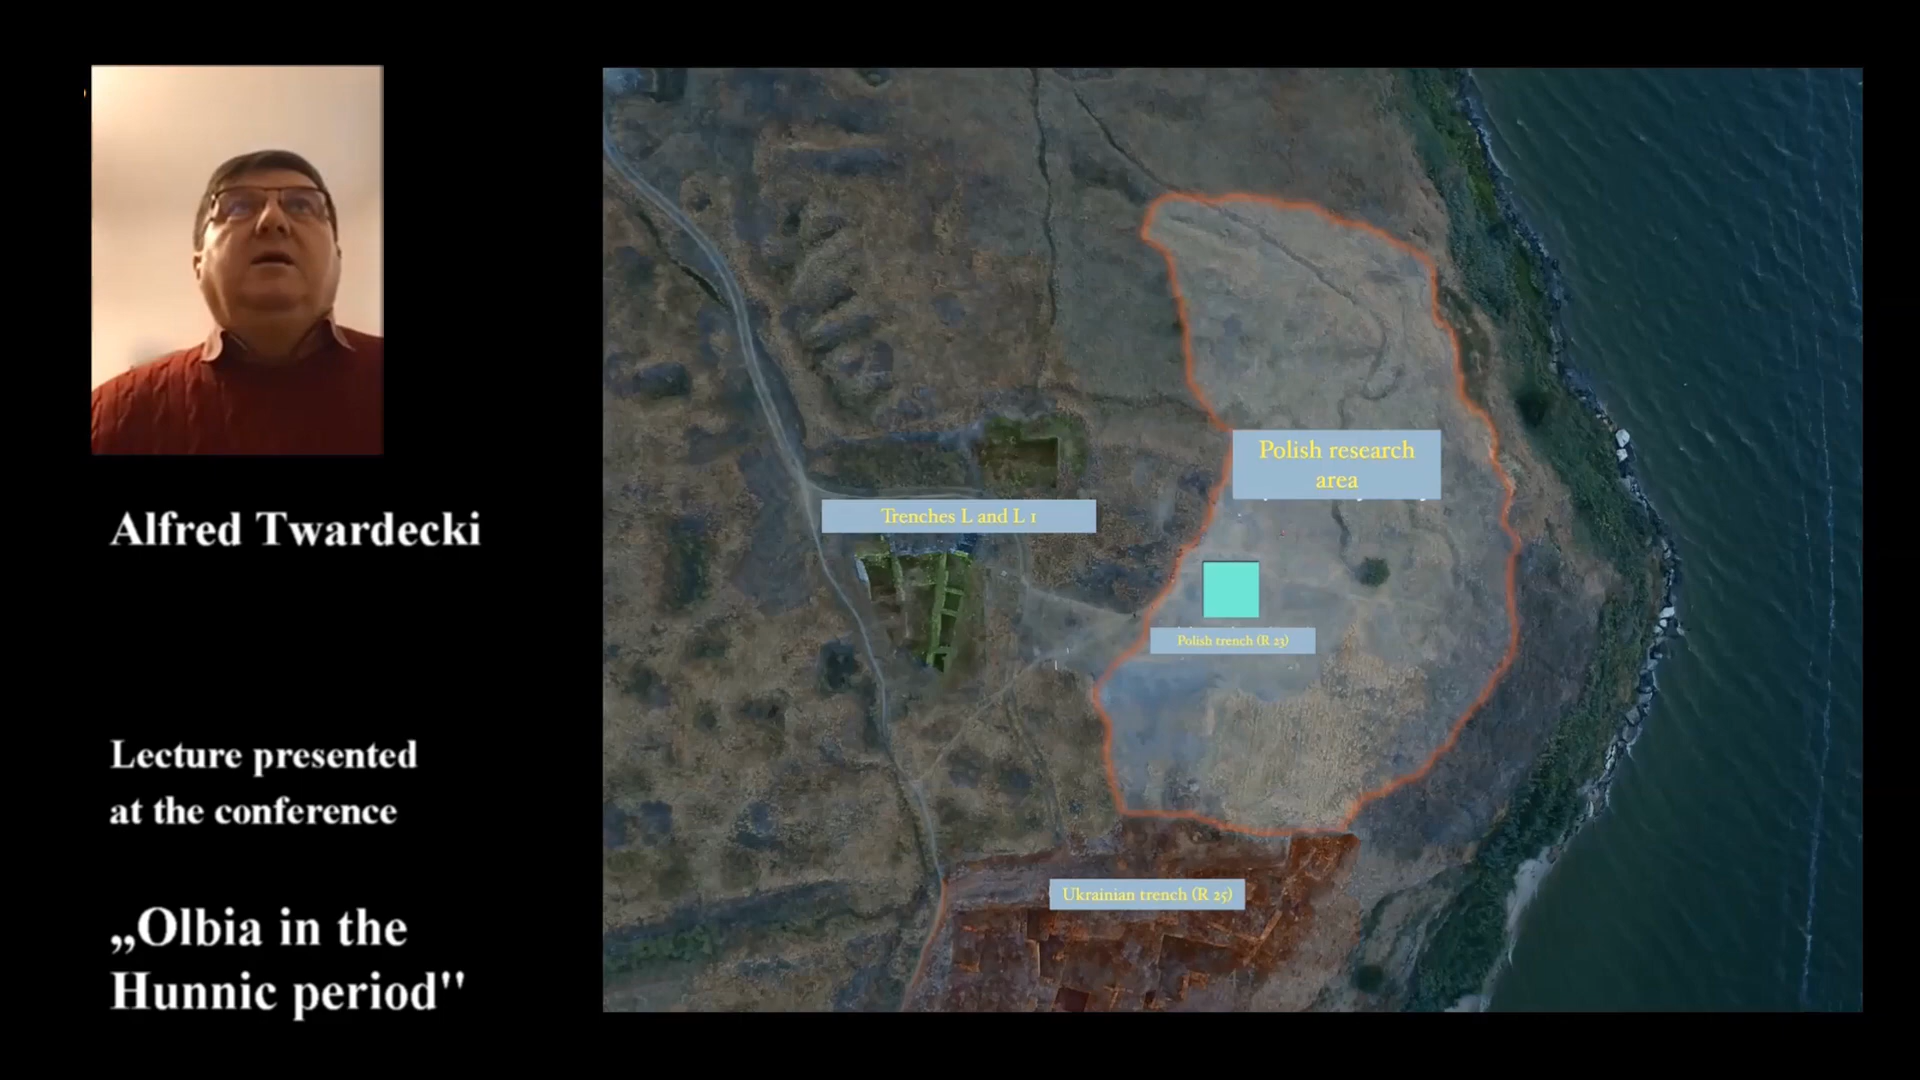 Alfred Twardecki
Lecture presented
at the conference
„Olbia in the
Hunnic period"
Polish research
area
Trenches L and L 1
Polish trench (R 23)
Ukrainian trench (R 25)